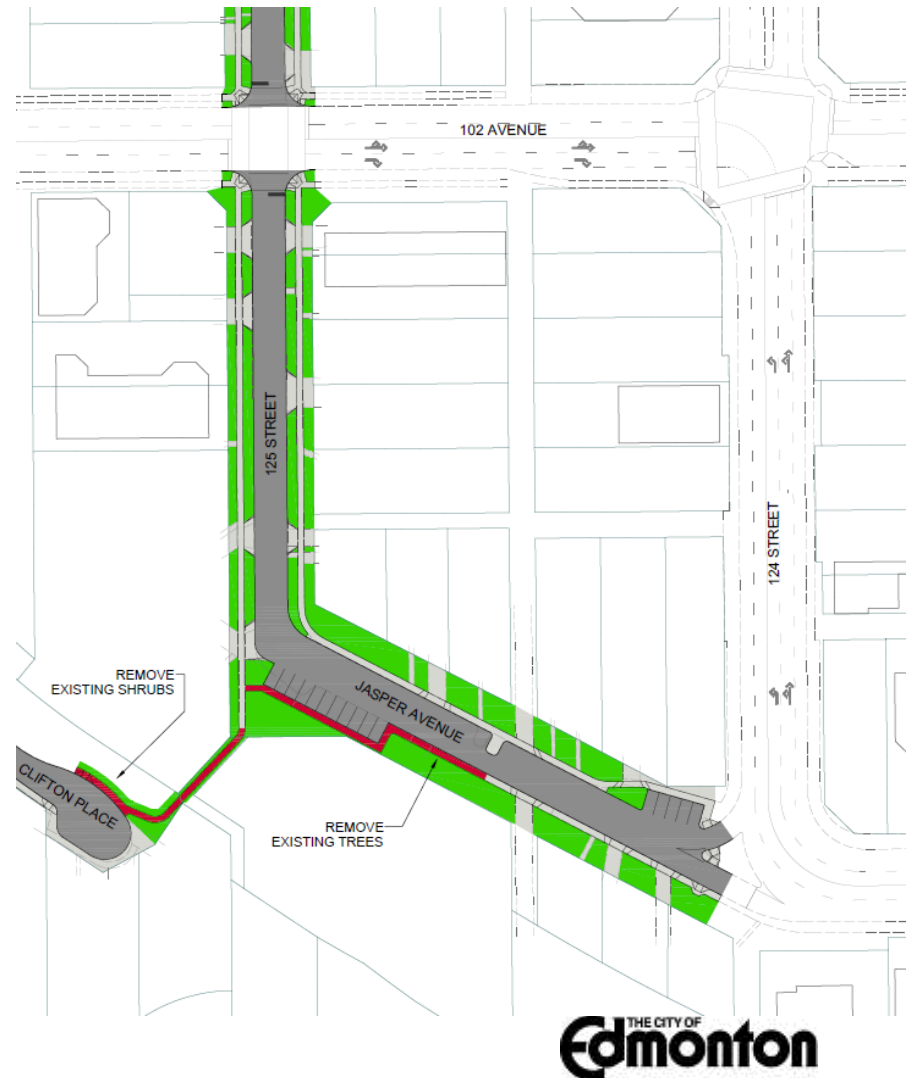 102 AVENUE
125 STREET
124 STREET
REMOVE
EXISTING SHRUBS
JASPER AVENUE
CLIFTON PLACE
REMOVE
EXISTING TREES
THE CITY OF
Edmonton